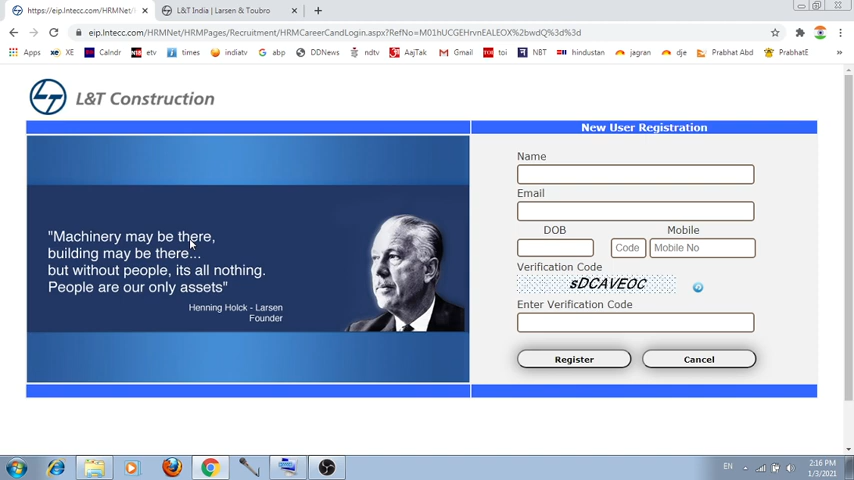 https://eip.lntecc.com/HRMNet/
L&T India | Larsen & Toubro
eip.lntecc.com/HRMNet/HRMPages/Recruitment/HRMCareerCandLogin.aspx?RefNo=M01hUCGEHrvnEALEOX%2bwdQ%3d%3d
Apps XE Calndr etv times indiatv abp DDNews ndtv AajTak Gmail toi NBT hindustan jagran dje Prabhat Abd PrabhatE
L&T Construction
New User Registration
"Machinery may be there,
building may be there...
but without people, its all nothing.
People are our only assets"
Henning Holck - Larsen
Founder
Name
Email
DOB Mobile
Code Mobile No
Verification Code
sDCAVEOC
Enter Verification Code
Register Cancel
EN
2:16 PM
1/3/2021